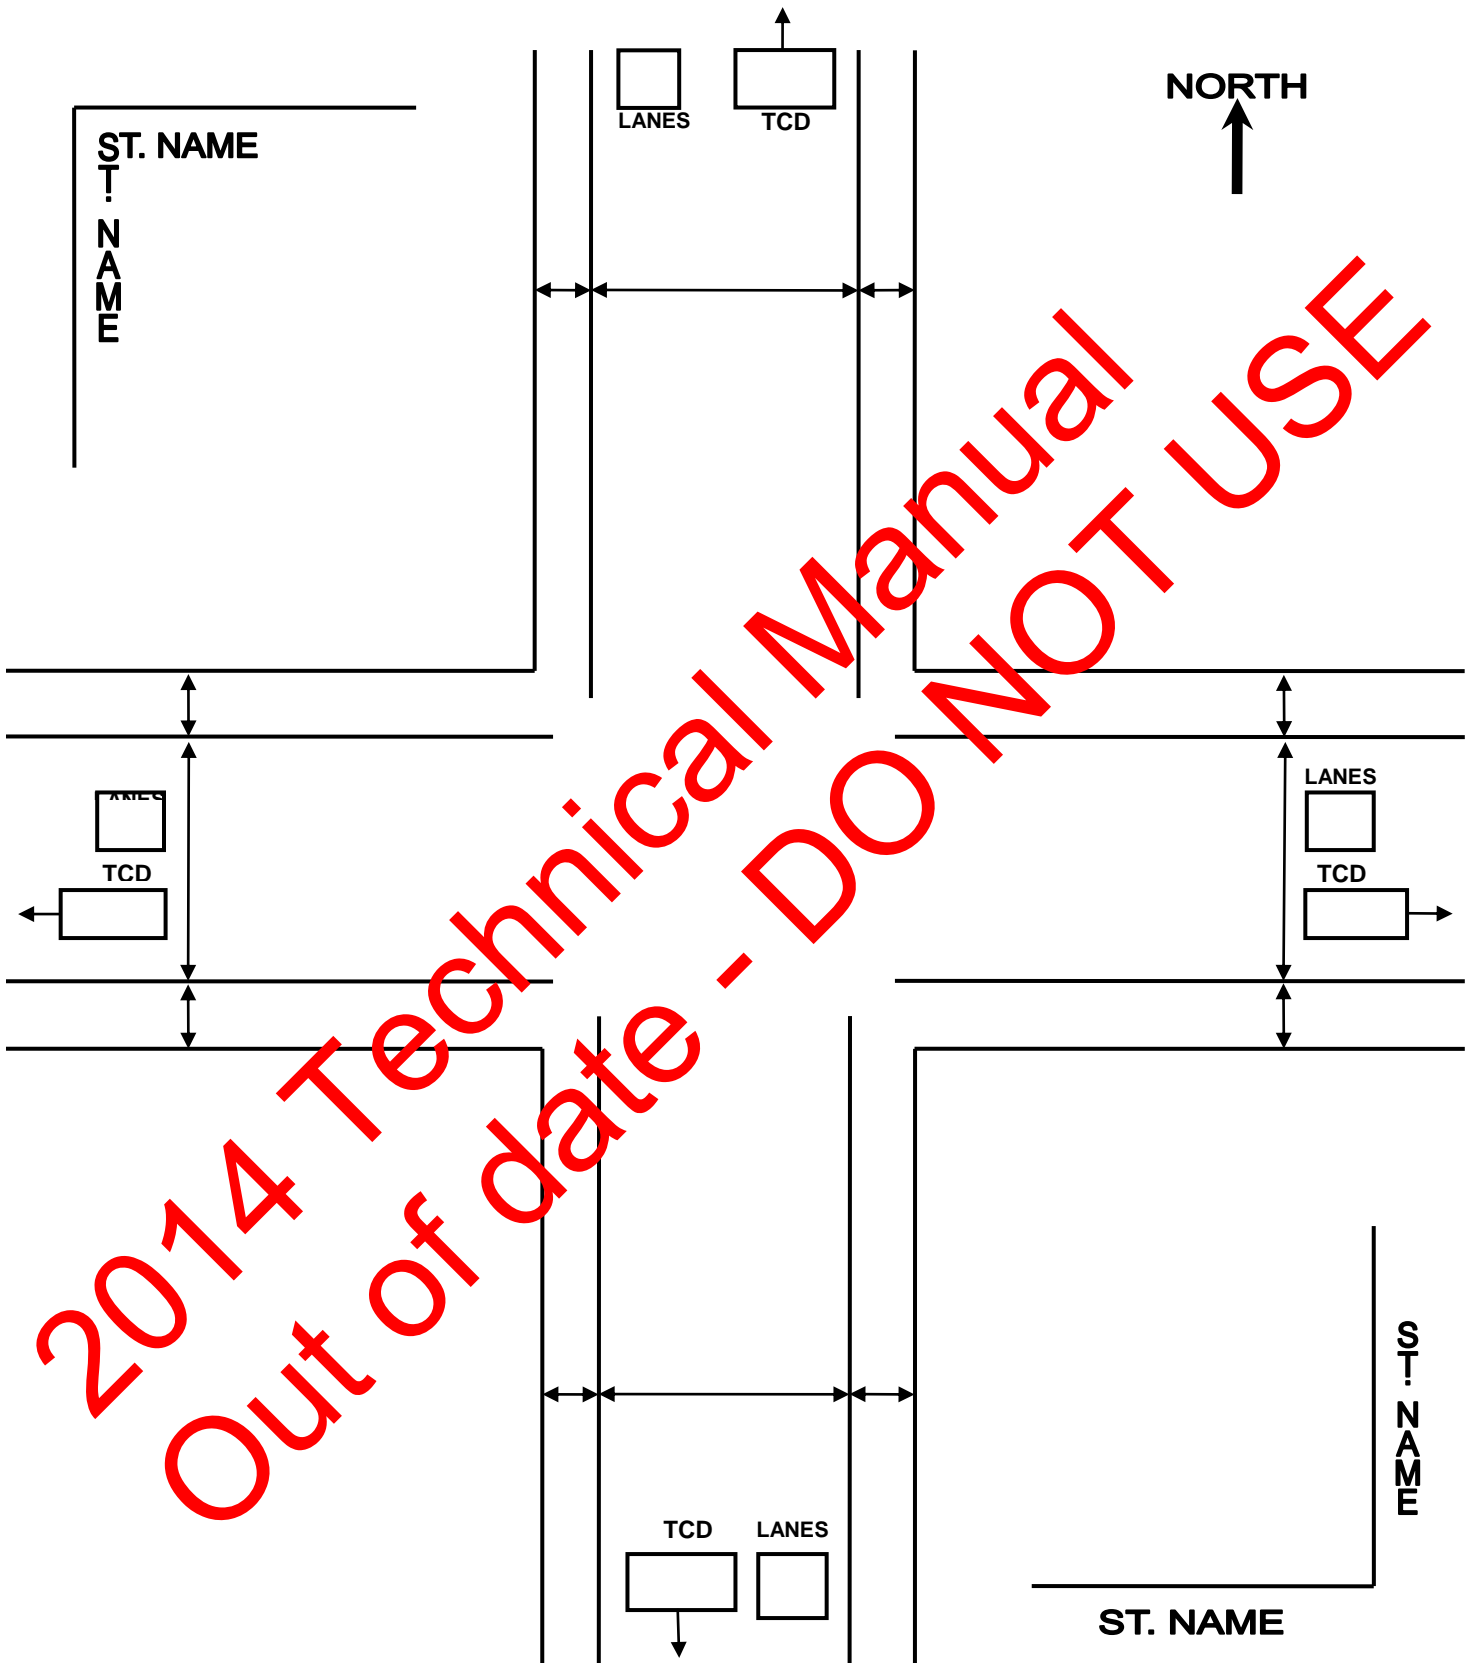 LANES
TCD
NORTH
ST. NAME
ST. NAME
LANES
TCD
LANES
TCD
2014 Technical Manual
Out of date - DO NOT USE
ST. NAME
ST. NAME
TCD
LANES